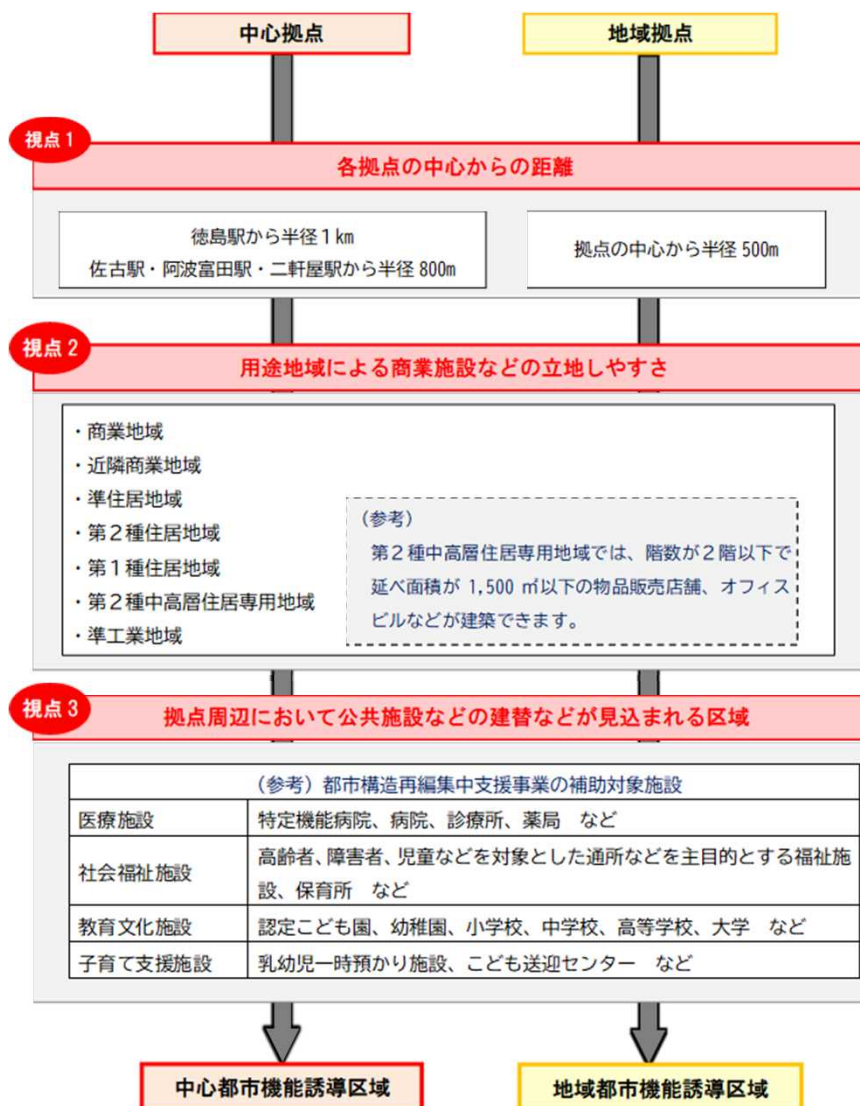 中心拠点
地域拠点
視点1
各拠点の中心からの距離
徳島駅から半径1km
佐古駅・阿波富田駅・二軒屋駅から半径800m
拠点の中心から半径500m
視点2
用途地域による商業施設などの立地しやすさ
・商業地域
・近隣商業地域
・準住居地域
・第2種住居地域
・第1種住居地域
・第2種中高層住居専用地域
・準工業地域
（参考）
第2種中高層住居専用地域では、階数が2階以下で
延べ面積が 1,500 ㎡以下の物品販売店舗、オフィス
ビルなどが建築できます。
視点3
拠点周辺において公共施設などの建替などが見込まれる区域
（参考）都市構造再編集中支援事業の補助対象施設
医療施設 特定機能病院、病院、診療所、薬局 など
社会福祉施設 高齢者、障害者、児童などを対象とした通所などを主目的とする福祉施
設、保育所 など
教育文化施設 認定こども園、幼稚園、小学校、中学校、高等学校、大学 など
子育て支援施設 乳幼児一時預かり施設、こども送迎センター など
中心都市機能誘導区域
地域都市機能誘導区域